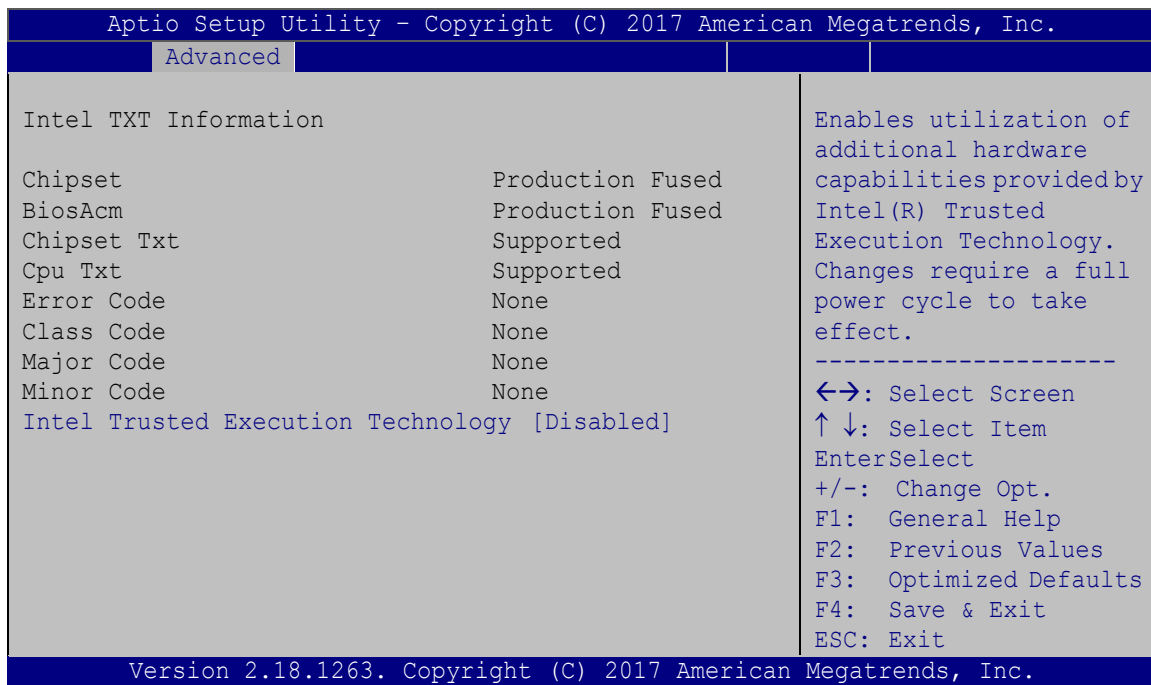 Aptio Setup Utility – Copyright (C) 2017 American Megatrends, Inc.
Advanced
Intel TXT Information
Chipset Production Fused
BiosAcm Production Fused
Chipset Txt Supported
Cpu Txt Supported
Error Code None
Class Code None
Major Code None
Minor Code None
Intel Trusted Execution Technology [Disabled]
Enables utilization of
additional hardware
capabilities provided by
Intel(R) Trusted
Execution Technology.
Changes require a full
power cycle to take
effect.
---------------------
←→: Select Screen
↑ ↓: Select Item
EnterSelect
+/-: Change Opt.
F1: General Help
F2: Previous Values
F3: Optimized Defaults
F4: Save & Exit
ESC: Exit
Version 2.18.1263. Copyright (C) 2017 American Megatrends, Inc.